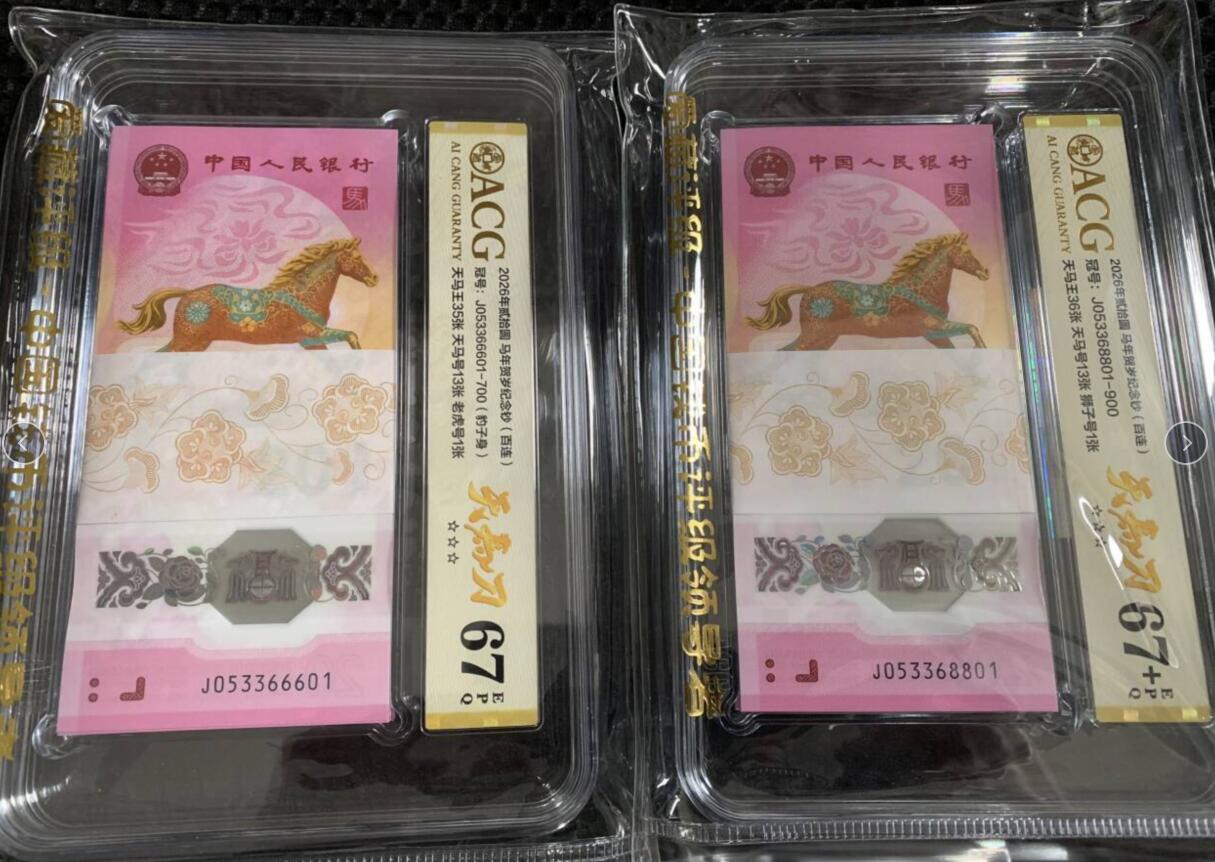 中国人民银行
馬
J053366601
ACG
AI CANG GUARANTY
2026年贰拾圆 马年贺岁纪念钞（百连）
冠号：J053366601-700（豹子身）
天马王35张 天马号13张 老虎号1张
☆☆☆
67
EPQ
中国人民银行
馬
J053368801
ACG
AI CANG GUARANTY
2026年贰拾圆 马年贺岁纪念钞（百连）
冠号：J053368801-900
天马王36张 天马号13张 狮子号1张
☆☆☆
67+
EPQ